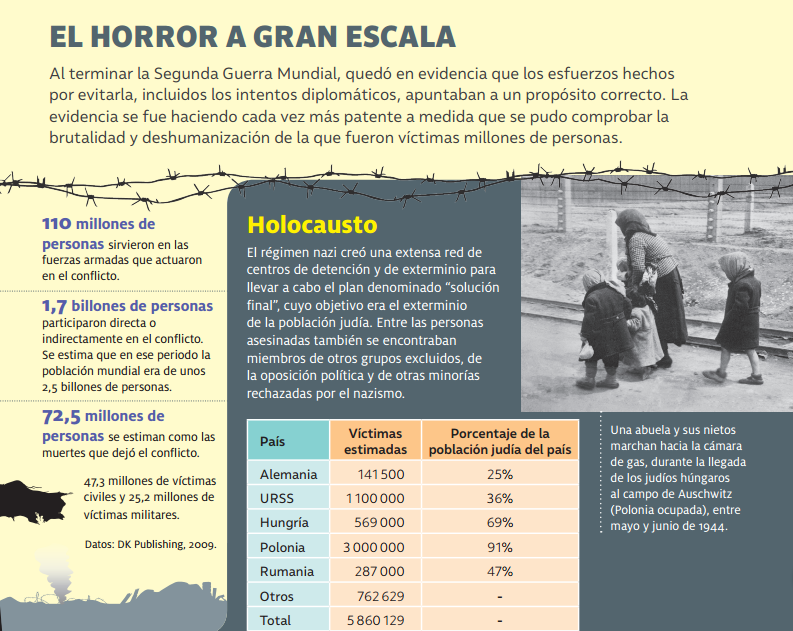 EL HORROR A GRAN ESCALA
Al terminar la Segunda Guerra Mundial, quedó en evidencia que los esfuerzos hechos
por evitarla, incluidos los intentos diplomáticos, apuntaban a un propósito correcto. La
evidencia se fue haciendo cada vez más patente a medida que se pudo comprobar la
brutalidad y deshumanización de la que fueron víctimas millones de personas.
110 millones de
personas sirvieron en las
fuerzas armadas que actuaron
en el conflicto.
1,7 billones de personas
participaron directa o
indirectamente en el conflicto.
Se estima que en ese periodo la
población mundial era de unos
2,5 billones de personas.
72,5 millones de
personas se estiman como las
muertes que dejó el conflicto.
47,3 millones de víctimas
civiles y 25,2 millones de
víctimas militares.
Datos: DK Publishing, 2009.
Holocausto
El régimen nazi creó una extensa red de
centros de detención y de exterminio para
llevar a cabo el plan denominado “solución
final”, cuyo objetivo era el exterminio
de la población judía. Entre las personas
asesinadas también se encontraban
miembros de otros grupos excluidos, de
la oposición política y de otras minorías
rechazadas por el nazismo.
País Víctimas estimadas Porcentaje de la población judía del país
Alemania 141 500 25%
URSS 1 100 000 36%
Hungría 569 000 69%
Polonia 3 000 000 91%
Rumania 287 000 47%
Otros 762 629 -
Total 5 860 129 -
Una abuela y sus nietos
marchan hacia la cámara
de gas, durante la llegada
de los judíos húngaros
al campo de Auschwitz
(Polonia ocupada), entre
mayo y junio de 1944.